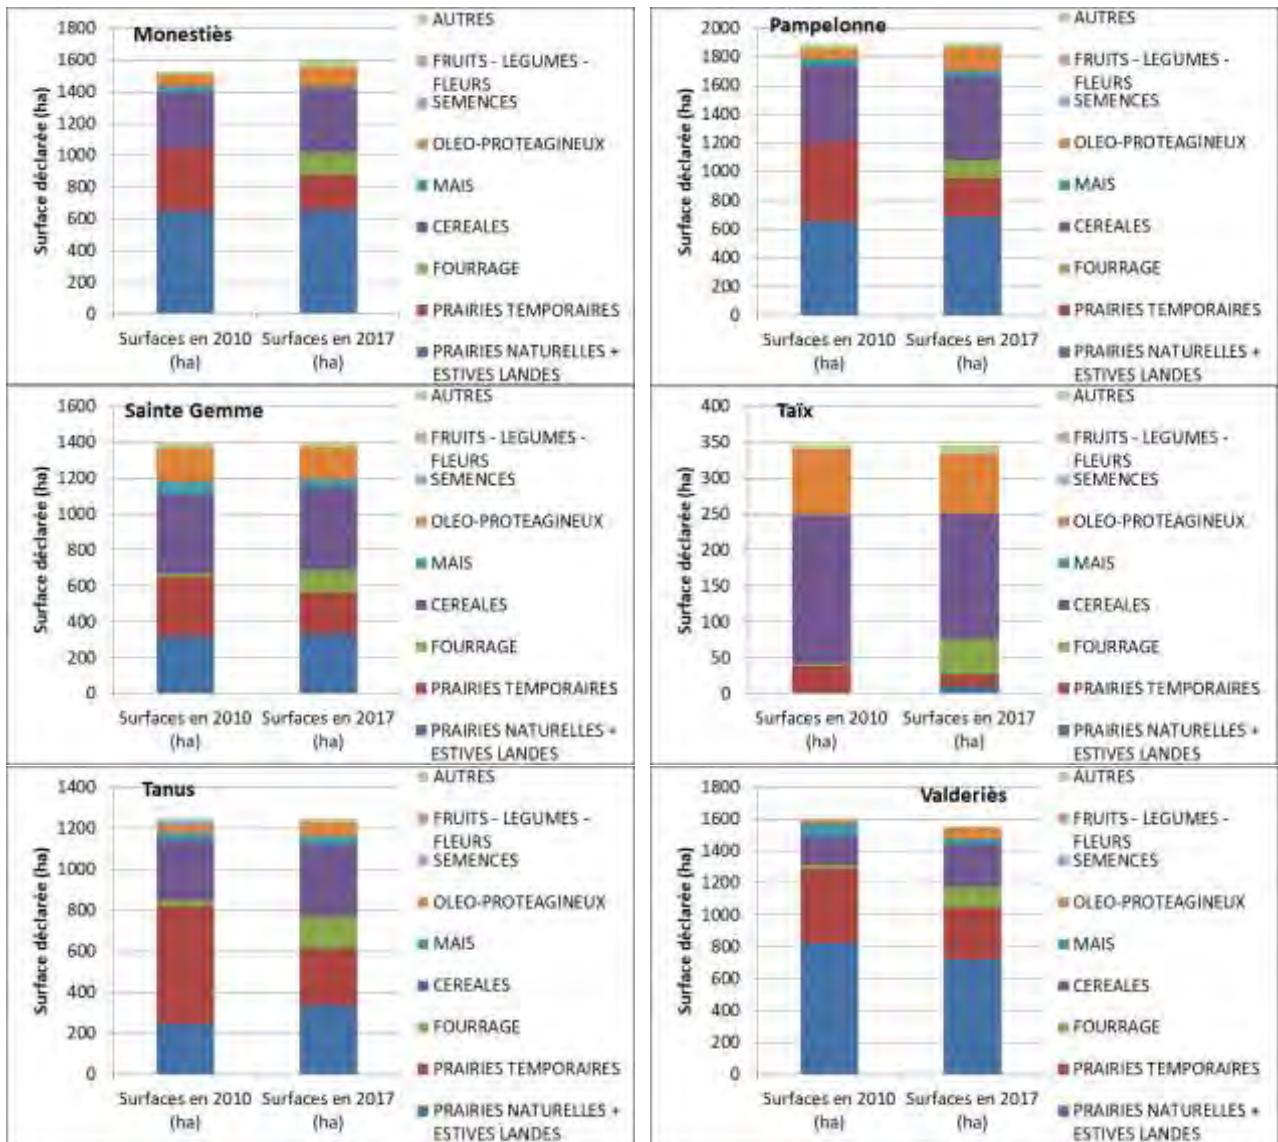 Monestiès
Surface déclarée (ha)
1800
1600
1400
1200
1000
800
600
400
200
0
Surfaces en 2010
(ha)
Surfaces en 2017
(ha)
AUTRES
FRUITS - LEGUMES -
FLEURS
SEMENCES
OLEO-PROTEAGINEUX
MAIS
CEREALES
FOURRAGE
PRAIRIES TEMPORAIRES
PRAIRIES NATURELLES +
ESTIVES LANDES
Pampelonne
Surface déclarée (ha)
2000
1800
1600
1400
1200
1000
800
600
400
200
0
Surfaces en 2010
(ha)
Surfaces en 2017
(ha)
AUTRES
FRUITS - LEGUMES -
FLEURS
SEMENCES
OLEO-PROTEAGINEUX
MAIS
CEREALES
FOURRAGE
PRAIRIES TEMPORAIRES
PRAIRIES NATURELLES +
ESTIVES LANDES
Sainte Gemme
Surface déclarée (ha)
1600
1400
1200
1000
800
600
400
200
0
Surfaces en 2010
(ha)
Surfaces en 2017
(ha)
AUTRES
FRUITS - LEGUMES -
FLEURS
SEMENCES
OLEO-PROTEAGINEUX
MAIS
CEREALES
FOURRAGE
PRAIRIES TEMPORAIRES
PRAIRIES NATURELLES +
ESTIVES LANDES
Taïx
Surface déclarée (ha)
400
350
300
250
200
150
100
50
0
Surfaces en 2010
(ha)
Surfaces en 2017
(ha)
AUTRES
FRUITS - LEGUMES -
FLEURS
SEMENCES
OLEO-PROTEAGINEUX
MAIS
CEREALES
FOURRAGE
PRAIRIES TEMPORAIRES
PRAIRIES NATURELLES +
ESTIVES LANDES
Tanus
Surface déclarée (ha)
1400
1200
1000
800
600
400
200
0
Surfaces en 2010
(ha)
Surfaces en 2017
(ha)
AUTRES
FRUITS - LEGUMES -
FLEURS
SEMENCES
OLEO-PROTEAGINEUX
MAIS
CEREALES
FOURRAGE
PRAIRIES TEMPORAIRES
PRAIRIES NATURELLES +
ESTIVES LANDES
Valderiès
Surface déclarée (ha)
1800
1600
1400
1200
1000
800
600
400
200
0
Surfaces en 2010
(ha)
Surfaces en 2017
(ha)
AUTRES
FRUITS - LEGUMES -
FLEURS
SEMENCES
OLEO-PROTEAGINEUX
MAIS
CEREALES
FOURRAGE
PRAIRIES TEMPORAIRES
PRAIRIES NATURELLES +
ESTIVES LANDES